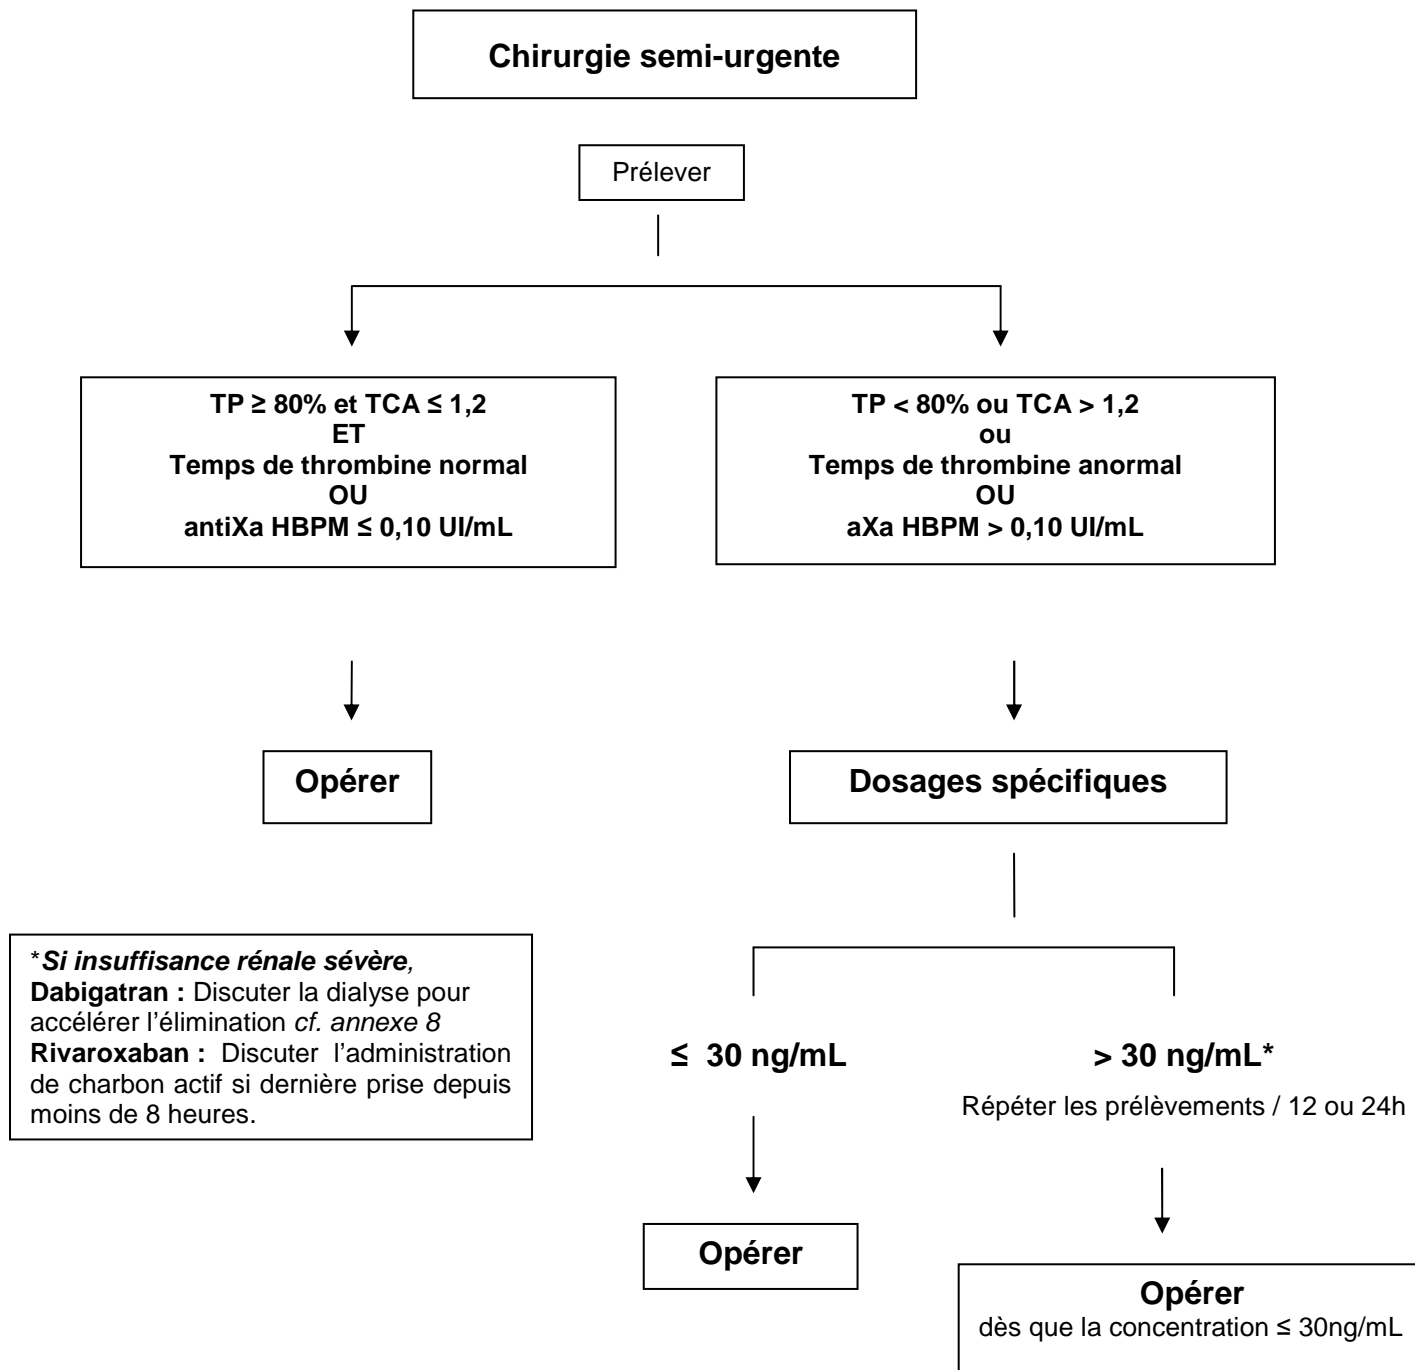 Chirurgie semi-urgente
Prélever
TP ≥ 80% et TCA ≤ 1,2
ET
Temps de thrombine normal
OU
antiXa HBPM ≤ 0,10 UI/mL
TP < 80% ou TCA > 1,2
ou
Temps de thrombine anormal
OU
aXa HBPM > 0,10 UI/mL
Opérer
Dosages spécifiques
*Si insuffisance rénale sévère,
Dabigatran : Discuter la dialyse pour
accélérer l’élimination cf. annexe 8
Rivaroxaban : Discuter l’administration
de charbon actif si dernière prise depuis
moins de 8 heures.
≤ 30 ng/mL
> 30 ng/mL*
Répéter les prélèvements / 12 ou 24h
Opérer
Opérer
dès que la concentration ≤ 30ng/mL